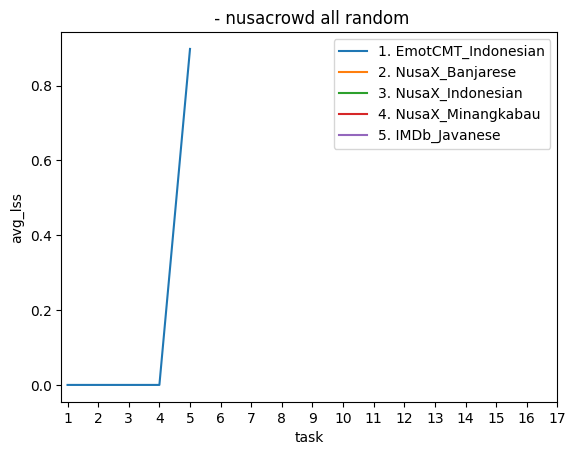 - nusacrowd all random
1. EmotCMT_Indonesian
2. NusaX_Banjarese
3. NusaX_Indonesian
4. NusaX_Minangkabau
5. IMDb_Javanese
avg_lss
0.8
0.6
0.4
0.2
0.0
1 2 3 4 5 6 7 8 9 10 11 12 13 14 15 16 17
task